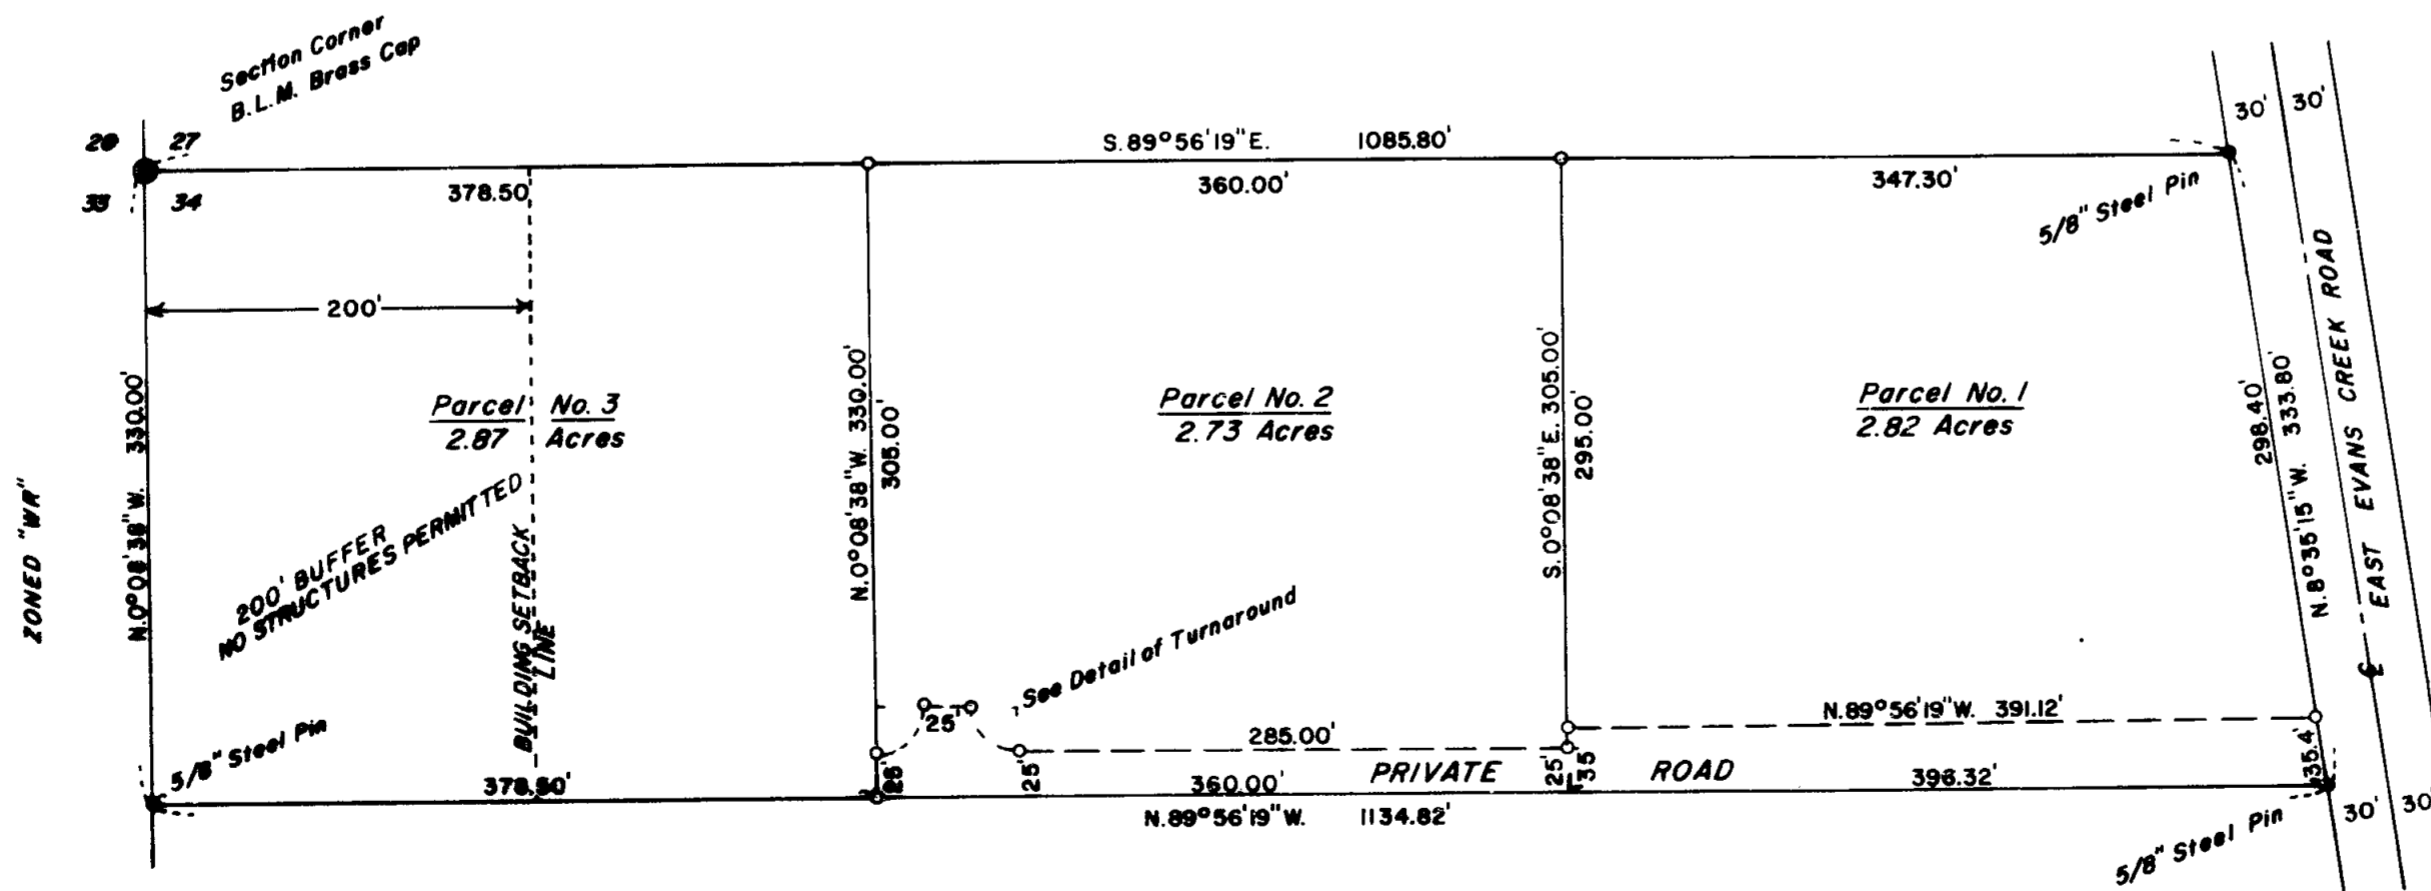 Section Corner
B.L.M. Brass Cap
27
33 34
S.89°56'19"E. 1085.80'
30' 30'
378.50'
360.00'
347.30'
5/8" Steel Pin
200'
ZONED "WR"
N.0°08'38"W. 330.00'
Parcel No. 3
2.87 Acres
200' BUFFER
NO STRUCTURES PERMITTED
BUILDING SETBACK
LINE
N.0°08'38"W. 330.00'
305.00'
Parcel No. 2
2.73 Acres
S.0°08'38"E. 305.00'
295.00'
Parcel No. 1
2.82 Acres
298.40'
N.8°35'15"W. 333.80'
EAST EVANS CREEK ROAD
See Detail of Turnaround
25'
N.89°56'19"W. 391.12'
5/8" Steel Pin
285.00'
25' 25' 25' 35' 35.4'
378.50'
360.00'
PRIVATE ROAD
396.32'
N.89°56'19"W. 1134.82'
5/8" Steel Pin
30' 30'